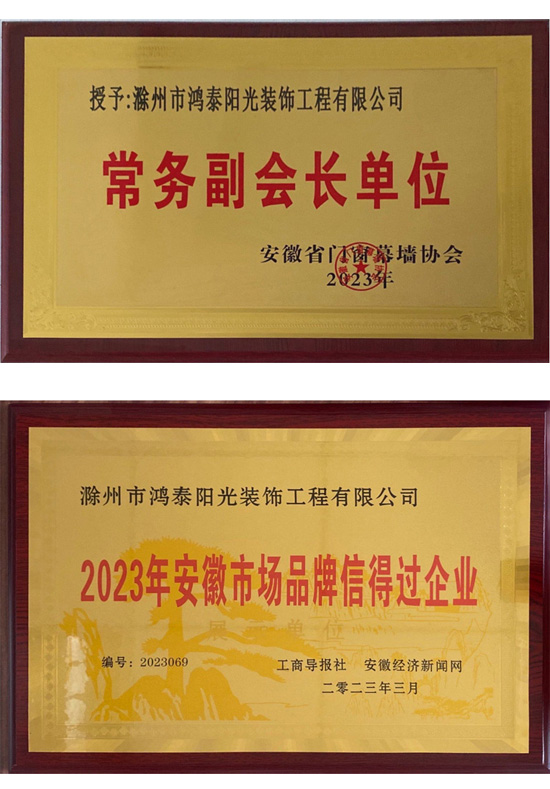 授予:滁州市鸿泰阳光装饰工程有限公司
常务副会长单位
安徽省门窗幕墙协会
2023年
滁州市鸿泰阳光装饰工程有限公司
2023年安徽市场品牌信得过企业
展示单位
编号：2023069
工商导报社 安徽经济新闻网
二零二三年三月